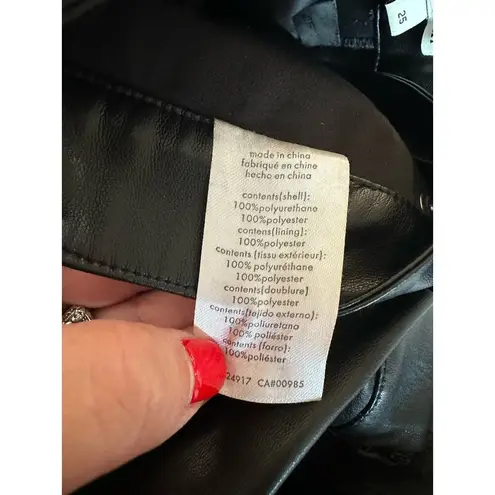 25
made in china
fabriqué en chine
hecho en china
contents(shell):
100%polyurethane
100%polyester
contens(lining):
100%polyester
contents (tissu extérieur):
100% polyuréthane
100%polyester
contents(doublure)
100%polyester
contents(tejido externo):
100%poliuretana
100% poliéster
contents (forro):
100%poliéster
24917 CA#00985